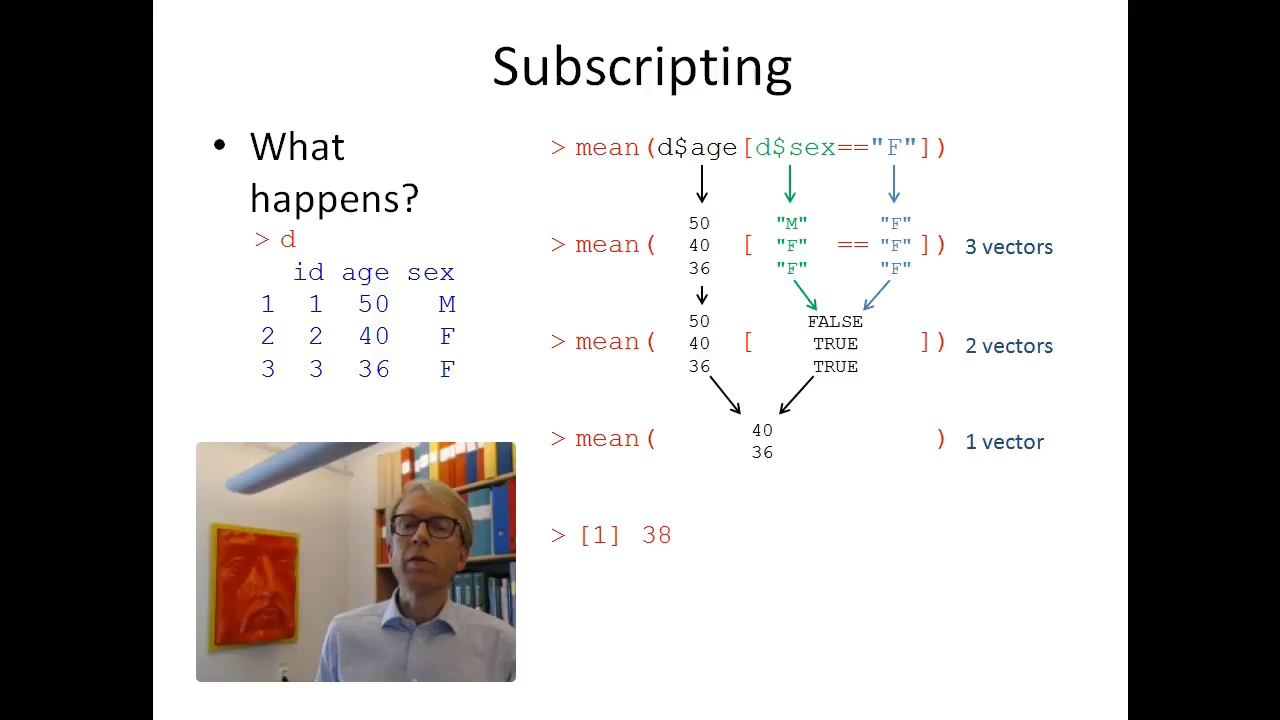 Subscripting
• What
happens?
> d
id age sex
1 1 50 M
2 2 40 F
3 3 36 F
> mean(d$age[d$sex=="F"])
50 "M" "F"
> mean( 40 [ "F" == "F" ]) 3 vectors
36 "F" "F"
50 FALSE
> mean( 40 [ TRUE ]) 2 vectors
36 TRUE
40
> mean( ) 1 vector
36
> [1] 38